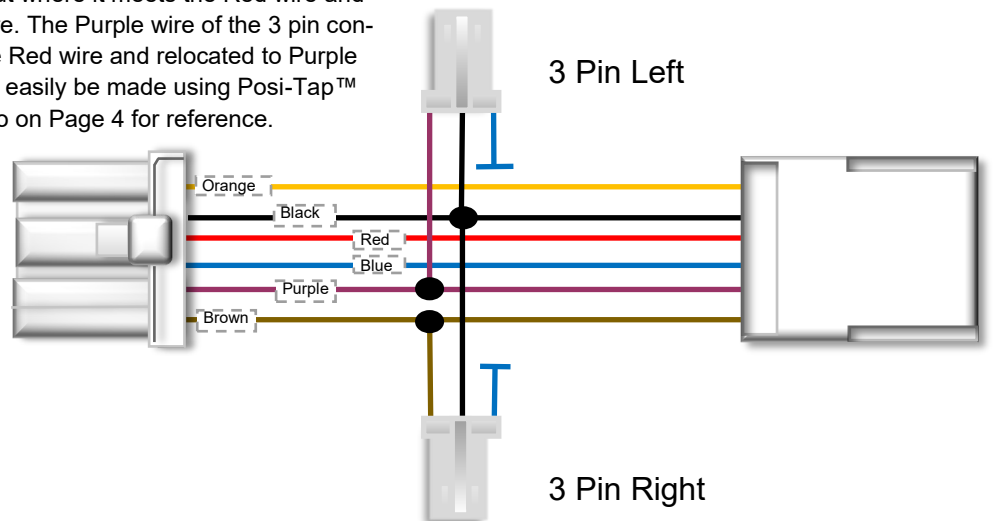 ut where it meets the Red wire and
re. The Purple wire of the 3 pin con-
e Red wire and relocated to Purple
easily be made using Posi-Tap™
o on Page 4 for reference.
3 Pin Left
Orange
Black
Red
Blue
Purple
Brown
3 Pin Right